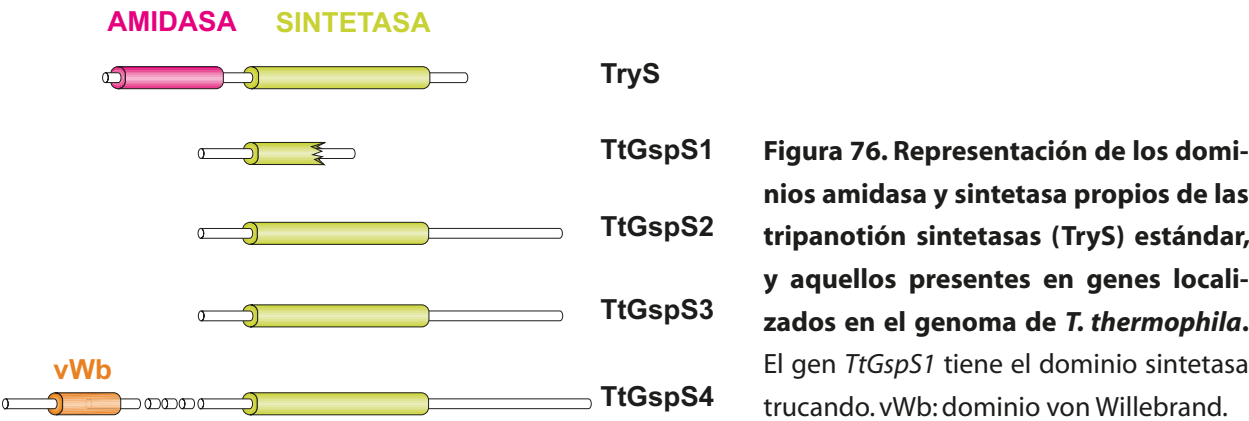 AMIDASA SINTETASA
TryS
TtGspS1
TtGspS2
TtGspS3
vWb
TtGspS4
Figura 76. Representación de los domi-
nios amidasa y sintetasa propios de las
tripanotión sintetasas (TryS) estándar,
y aquellos presentes en genes locali-
zados en el genoma de T. thermophila.
El gen TtGspS1 tiene el dominio sintetasa
trucando. vWb: dominio von Willebrand.